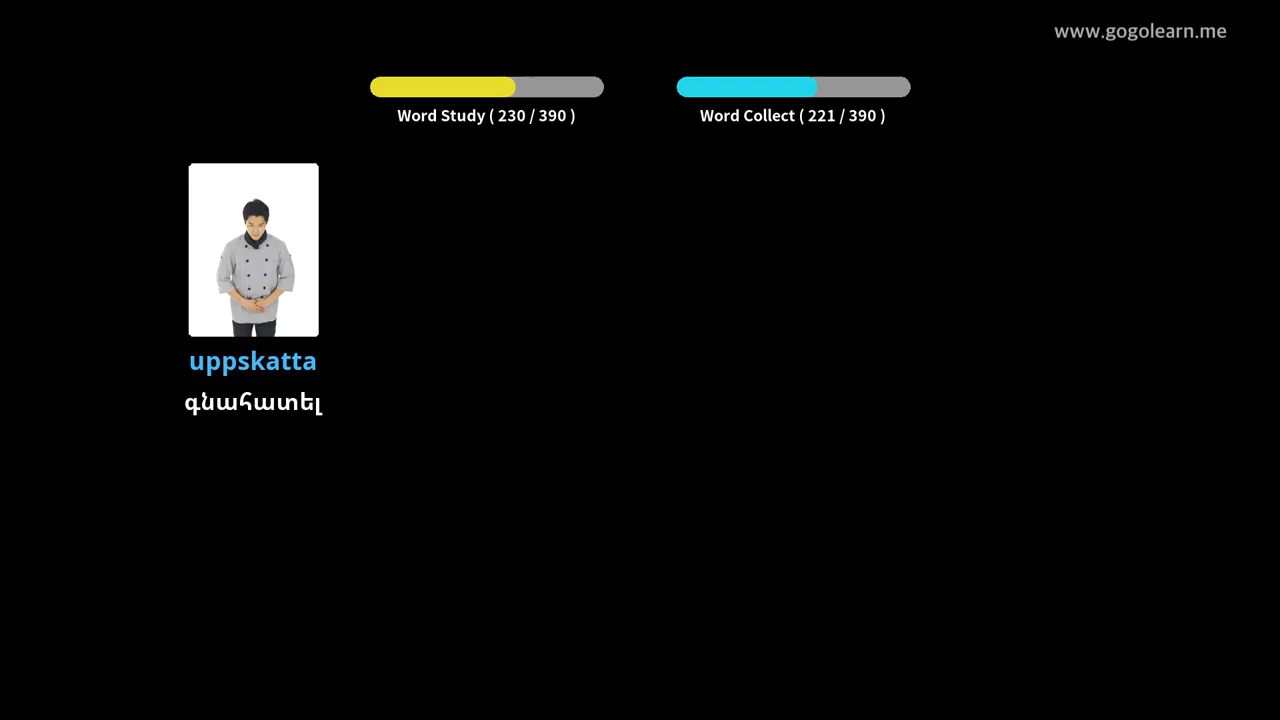 www.gogolearn.me
Word Study ( 230 / 390 )
Word Collect ( 221 / 390 )
uppskatta
գնահատել